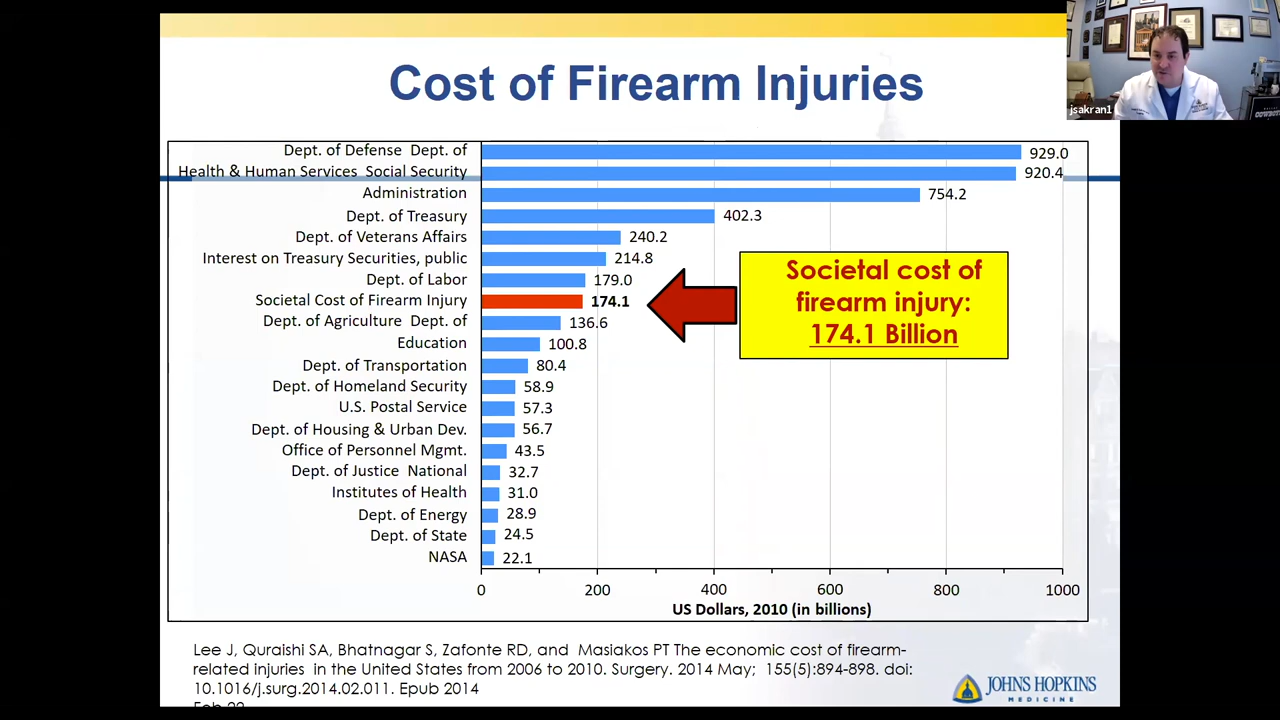 Cost of Firearm Injuries
jsakran1
Dept. of Defense Dept. of 929.0
Health & Human Services Social Security 920.4
Administration 754.2
Dept. of Treasury 402.3
Dept. of Veterans Affairs 240.2
Interest on Treasury Securities, public 214.8
Dept. of Labor 179.0
Societal Cost of Firearm Injury 174.1
Dept. of Agriculture Dept. of 136.6
Education 100.8
Dept. of Transportation 80.4
Dept. of Homeland Security 58.9
U.S. Postal Service 57.3
Dept. of Housing & Urban Dev. 56.7
Office of Personnel Mgmt. 43.5
Dept. of Justice National 32.7
Institutes of Health 31.0
Dept. of Energy 28.9
Dept. of State 24.5
NASA 22.1
0 200 400 600 800 1000
US Dollars, 2010 (in billions)
Societal cost of
firearm injury:
174.1 Billion
Lee J, Quraishi SA, Bhatnagar S, Zafonte RD, and Masiakos PT The economic cost of firearm-
related injuries in the United States from 2006 to 2010. Surgery. 2014 May; 155(5):894-898. doi:
10.1016/j.surg.2014.02.011. Epub 2014
Feb 22
JOHNS HOPKINS
MEDICINE
COWBOYS